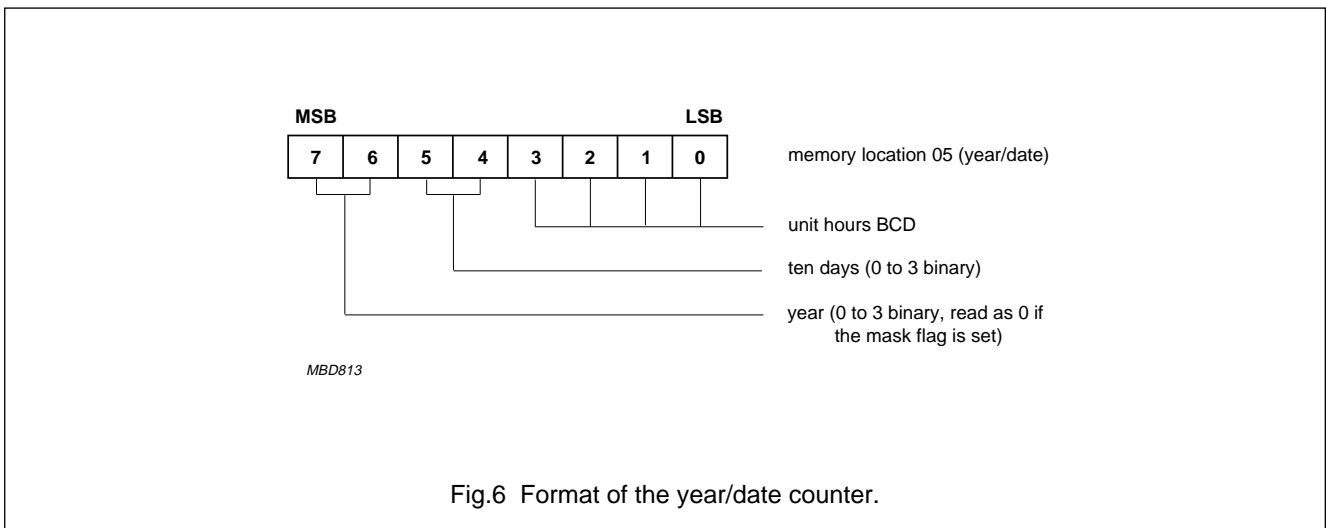 MSB LSB
7 6 5 4 3 2 1 0 memory location 05 (year/date)
unit hours BCD
ten days (0 to 3 binary)
year (0 to 3 binary, read as 0 if
the mask flag is set)
MBD813
Fig.6 Format of the year/date counter.